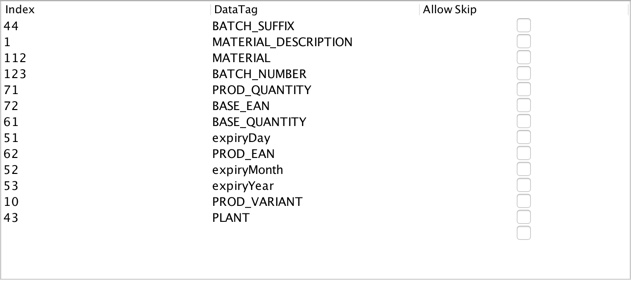 Index DataTag Allow Skip
44 BATCH_SUFFIX
1 MATERIAL_DESCRIPTION
112 MATERIAL
123 BATCH_NUMBER
71 PROD_QUANTITY
72 BASE_EAN
61 BASE_QUANTITY
51 expiryDay
62 PROD_EAN
52 expiryMonth
53 expiryYear
10 PROD_VARIANT
43 PLANT